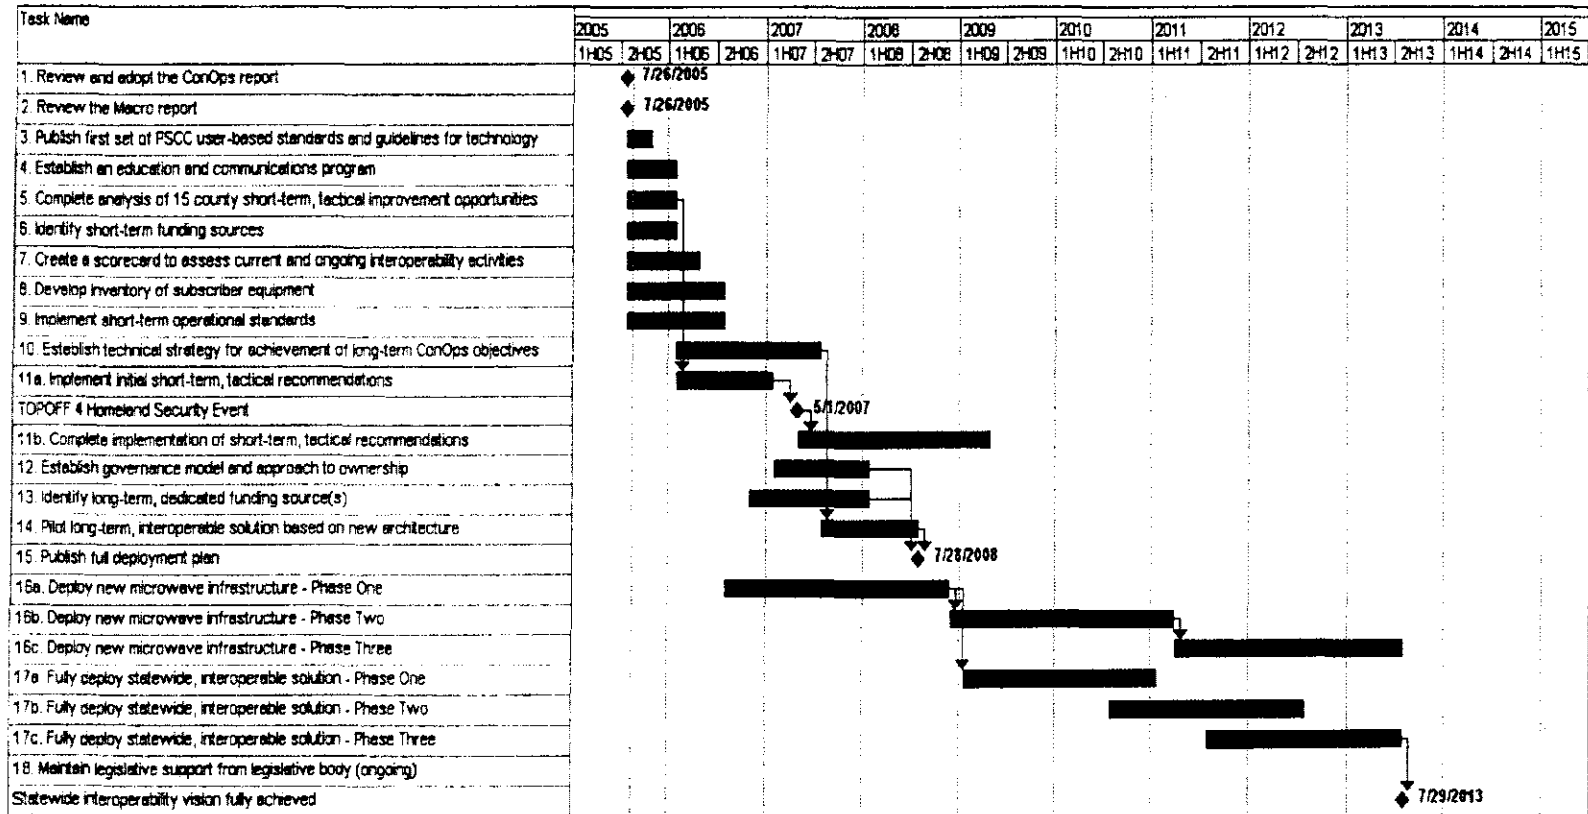 Task Name
2005 2006 2007 2008 2009 2010 2011 2012 2013 2014 2015
1H05 2H05 1H06 2H06 1H07 2H07 1H08 2H08 1H09 2H09 1H10 2H10 1H11 2H11 1H12 2H12 1H13 2H13 1H14 2H14 1H15
1. Review and adopt the ConOps report 7/26/2005
2. Review the Macro report 7/26/2005
3. Publish first set of PSCC user-based standards and guidelines for technology
4. Establish an education and communications program
5. Complete analysis of 15 county short-term, tactical improvement opportunities
6. Identify short-term funding sources
7. Create a scorecard to assess current and ongoing interoperability activities
8. Develop inventory of subscriber equipment
9. Implement short-term operational standards
10. Establish technical strategy for achievement of long-term ConOps objectives
11a. Implement initial short-term, tactical recommendations
TOPOFF 4 Homeland Security Event 5/1/2007
11b. Complete implementation of short-term, tactical recommendations
12. Establish governance model and approach to ownership
13. Identify long-term, dedicated funding source(s)
14. Pilot long-term, interoperable solution based on new architecture
15. Publish full deployment plan 7/28/2008
16a. Deploy new microwave infrastructure - Phase One
16b. Deploy new microwave infrastructure - Phase Two
16c. Deploy new microwave infrastructure - Phase Three
17a. Fully deploy statewide, interoperable solution - Phase One
17b. Fully deploy statewide, interoperable solution - Phase Two
17c. Fully deploy statewide, interoperable solution - Phase Three
18. Maintain legislative support from legislative body (ongoing)
Statewide interoperability vision fully achieved 7/29/2013